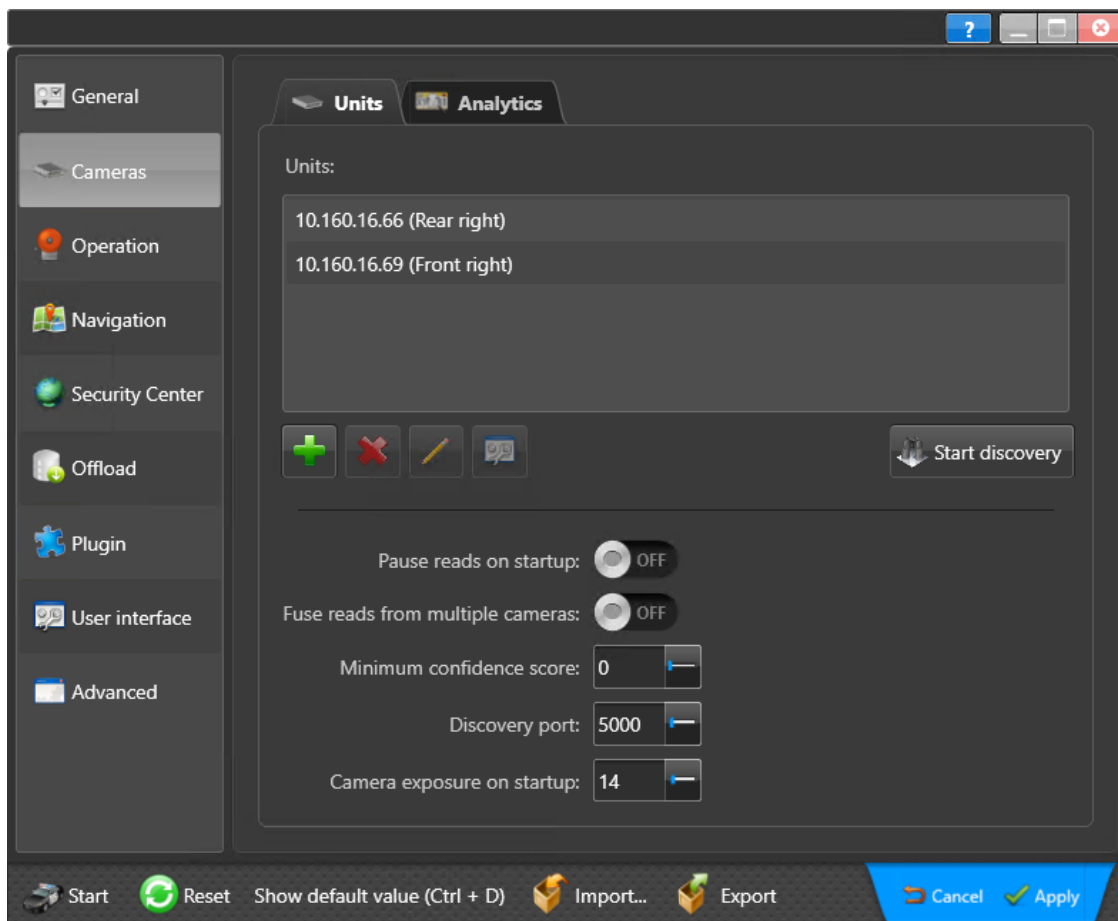 ?
General
Cameras
Operation
Navigation
Security Center
Offload
Plugin
User interface
Advanced
Units Analytics
Units:
10.160.16.66 (Rear right)
10.160.16.69 (Front right)
Start discovery
Pause reads on startup: OFF
Fuse reads from multiple cameras: OFF
Minimum confidence score: 0
Discovery port: 5000
Camera exposure on startup: 14
Start Reset Show default value (Ctrl + D) Import... Export Cancel Apply